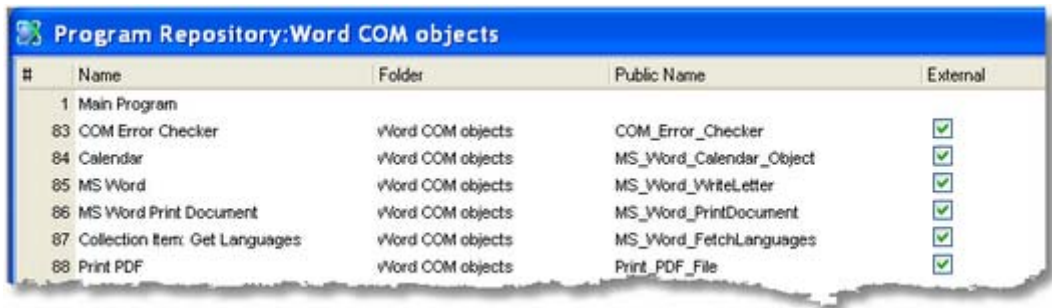 Program Repository:Word COM objects
# Name Folder Public Name External
1 Main Program
83 COM Error Checker Word COM objects COM_Error_Checker
84 Calendar Word COM objects MS_Word_Calendar_Object
85 MS Word Word COM objects MS_Word_WriteLetter
86 MS Word Print Document Word COM objects MS_Word_PrintDocument
87 Collection Item: Get Languages Word COM objects MS_Word_FetchLanguages
88 Print PDF Word COM objects Print_PDF_File